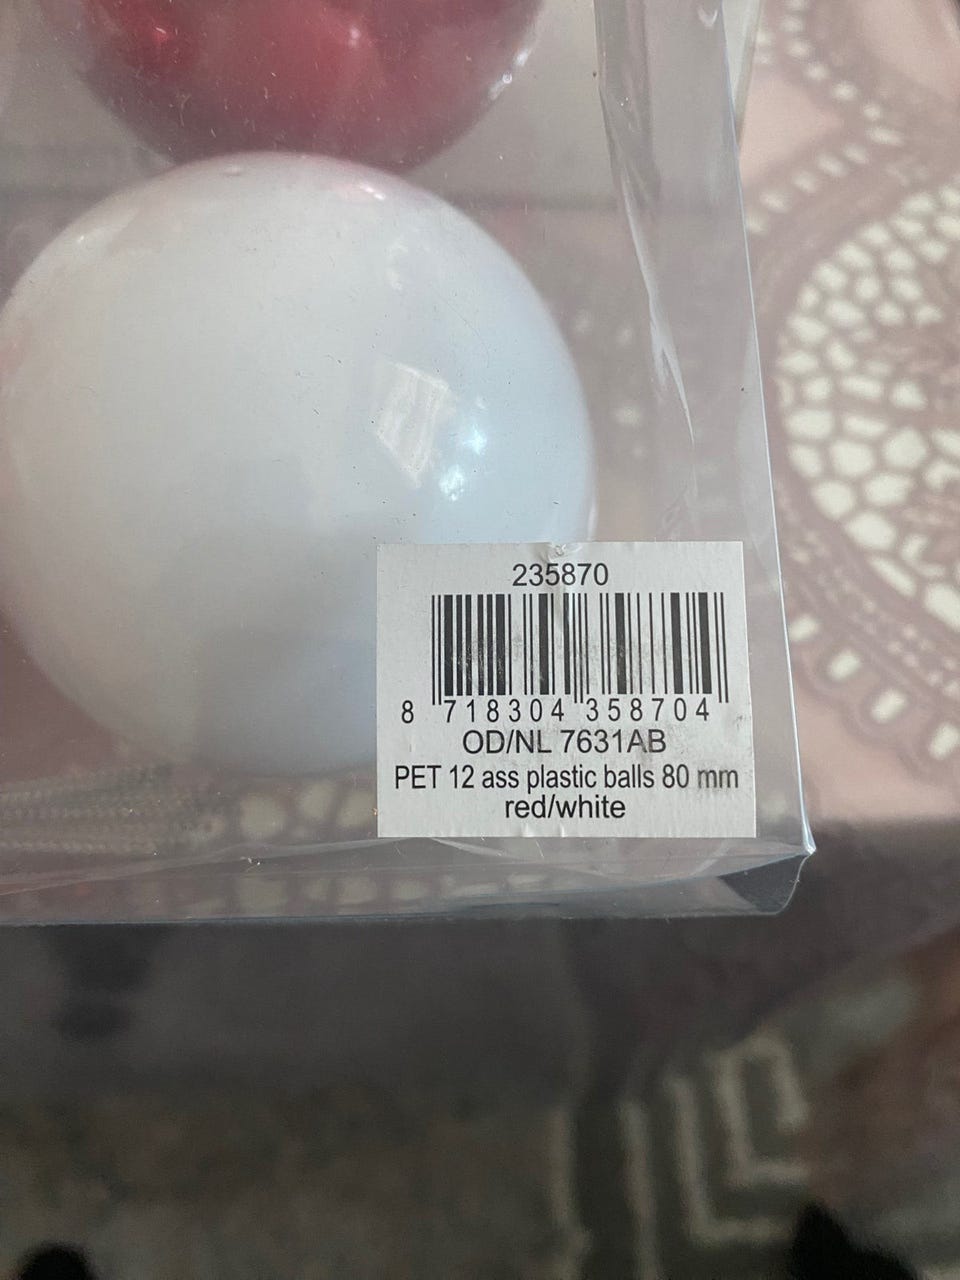 235870
8 718304 358704
OD/NL 7631AB
PET 12 ass plastic balls 80 mm
red/white